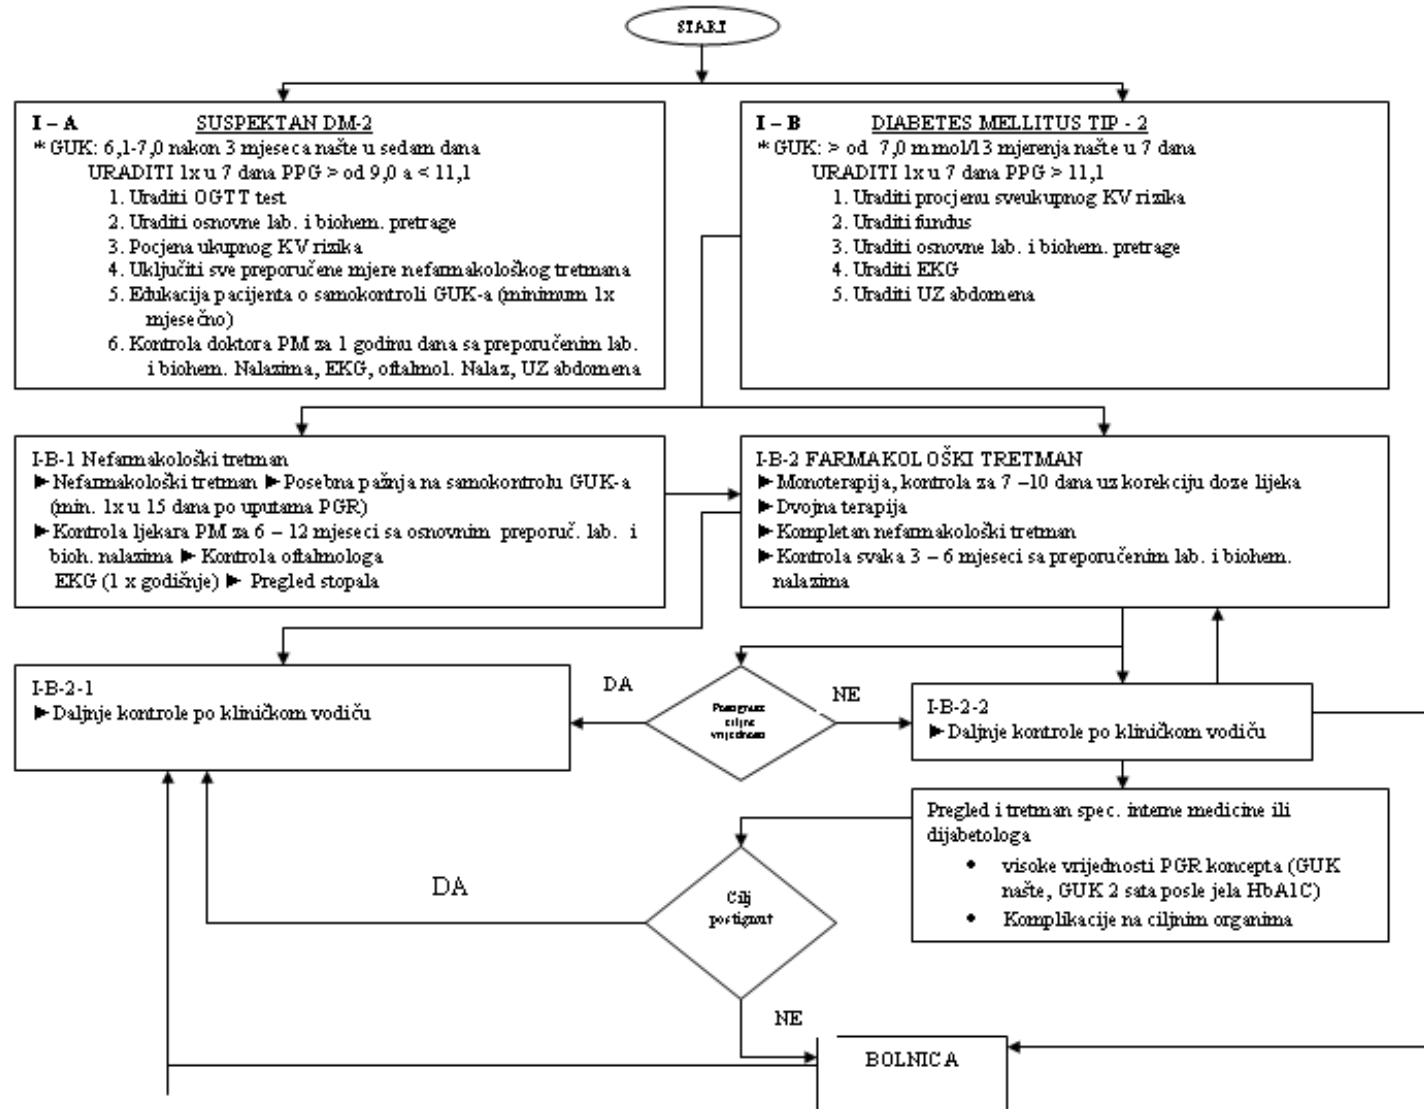 START
I – A SUSPEKTAN DM-2
* GUK: 6,1-7,0 nakon 3 mjeseca našte u sedam dana
URADITI 1x u 7 dana PPG > od 9,0 a < 11,1
1. Uraditi OGTT test
2. Uraditi osnovne lab. i biohem. pretrage
3. Pocjena ukupnog KV rizika
4. Uključiti sve preporučene mjere nefarmakološkog tretmana
5. Edukacija pacijenta o samokontroli GUK-a (minimum 1x
mjesečno)
6. Kontrola doktora PM za 1 godinu dana sa preporučenim lab.
i biohem. Nalazima, EKG, oftalmol. Nalaz, UZ abdomena
I – B DIABETES MELLITUS TIP - 2
* GUK: > od 7,0 mmol/l 3 mjerenja našte u 7 dana
URADITI 1x u 7 dana PPG > 11,1
1. Uraditi procjenu sveukupnog KV rizika
2. Uraditi fundus
3. Uraditi osnovne lab. i biohem. pretrage
4. Uraditi EKG
5. Uraditi UZ abdomena
I-B-1 Nefarmakološki tretman
► Nefarmakološki tretman ► Posebna pažnja na samokontrolu GUK-a
(min. 1x u 15 dana po uputama PGR)
► Kontrola ljekara PM za 6 – 12 mjeseci sa osnovnim preporuč. lab. i
bioh. nalazima ► Kontrola oftalmologa
EKG (1 x godišnje) ► Pregled stopala
I-B-2 FARMAKOLOŠKI TRETMAN
► Monoterapija, kontrola za 7 –10 dana uz korekciju doze lijeka
► Dvojna terapija
► Kompletan nefarmakološki tretman
► Kontrola svaka 3 – 6 mjeseci sa preporučenim lab. i biohem.
nalazima
I-B-2-1
► Daljnje kontrole po kliničkom vodiču
DA
ciljne
NE
I-B-2-2
► Daljnje kontrole po kliničkom vodiču
Pregled i tretman spec. interne medicine ili
dijabetologa
• visoke vrijednosti PGR koncepta (GUK
našte, GUK 2 sata posle jela HbA1C)
• Komplikacije na ciljnim organima
DA
Cilj
postignut
NE
BOLNICA